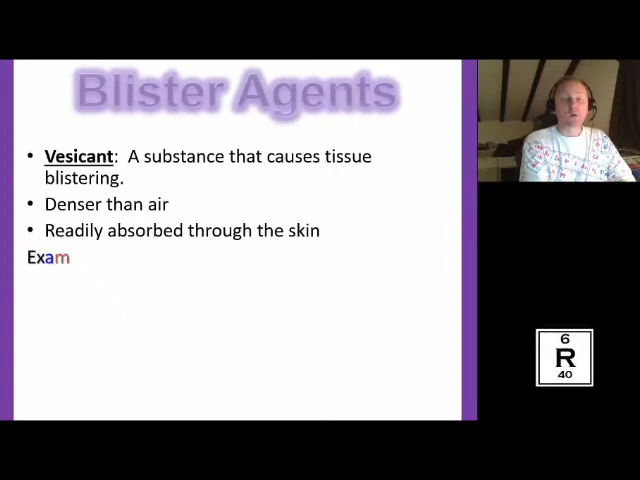 Blister Agents
• Vesicant: A substance that causes tissue
blistering.
• Denser than air
• Readily absorbed through the skin
Exam
6
R
40